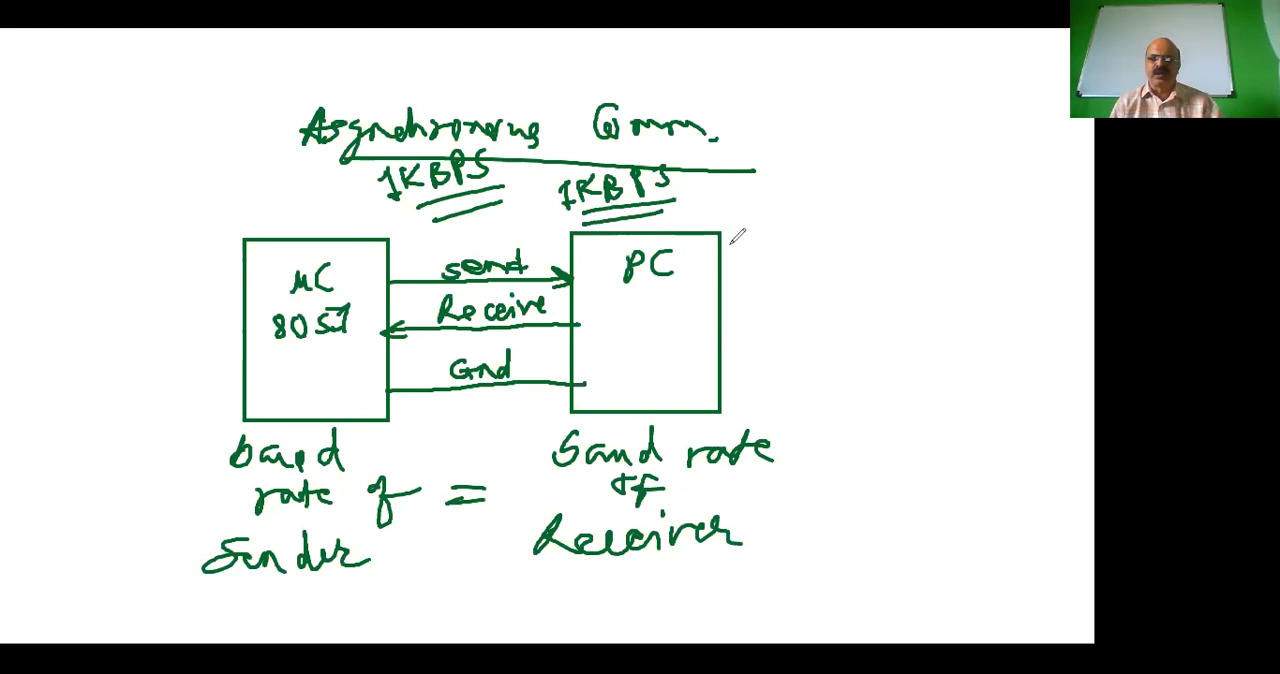 Asynchronous Comm.
1KBPS 1KBPS
μC
8051
send
Receive
Gnd
PC
baud
rate of
Sender
=
Baud rate
of
Receiver